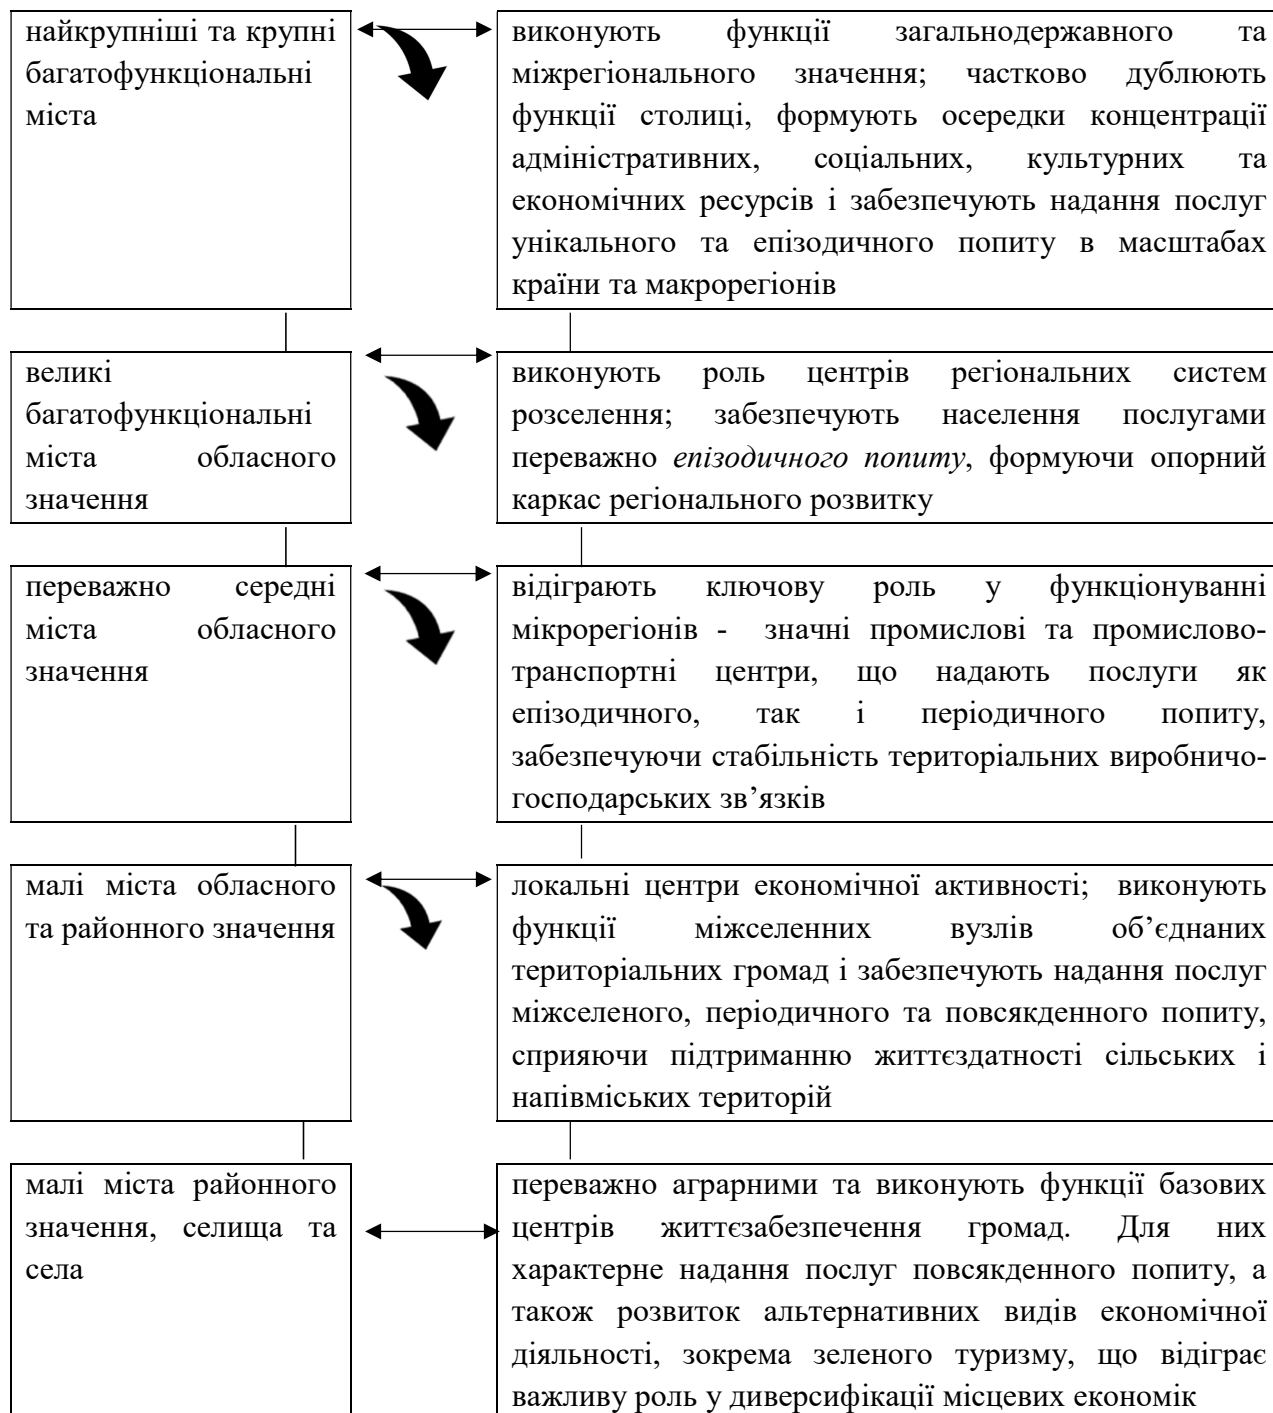 найкрупніші та крупні
багатофункціональні
міста
виконують функції загальнодержавного та
міжрегіонального значення; частково дублюють
функції столиці, формують осередки концентрації
адміністративних, соціальних, культурних та
економічних ресурсів і забезпечують надання послуг
унікального та епізодичного попиту в масштабах
країни та макрорегіонів
великі
багатофункціональні
міста обласного
значення
виконують роль центрів регіональних систем
розселення; забезпечують населення послугами
переважно епізодичного попиту, формуючи опорний
каркас регіонального розвитку
переважно середні
міста обласного
значення
відіграють ключову роль у функціонуванні
мікрорегіонів - значні промислові та промислово-
транспортні центри, що надають послуги як
епізодичного, так і періодичного попиту,
забезпечуючи стабільність територіальних виробничо-
господарських зв’язків
малі міста обласного
та районного значення
локальні центри економічної активності; виконують
функції міжселенних вузлів об’єднаних
територіальних громад і забезпечують надання послуг
міжселеного, періодичного та повсякденного попиту,
сприяючи підтриманню життєздатності сільських і
напівміських територій
малі міста районного
значення, селища та
села
переважно аграрними та виконують функції базових
центрів життєзабезпечення громад. Для них
характерне надання послуг повсякденного попиту, а
також розвиток альтернативних видів економічної
діяльності, зокрема зеленого туризму, що відіграє
важливу роль у диверсифікації місцевих економік